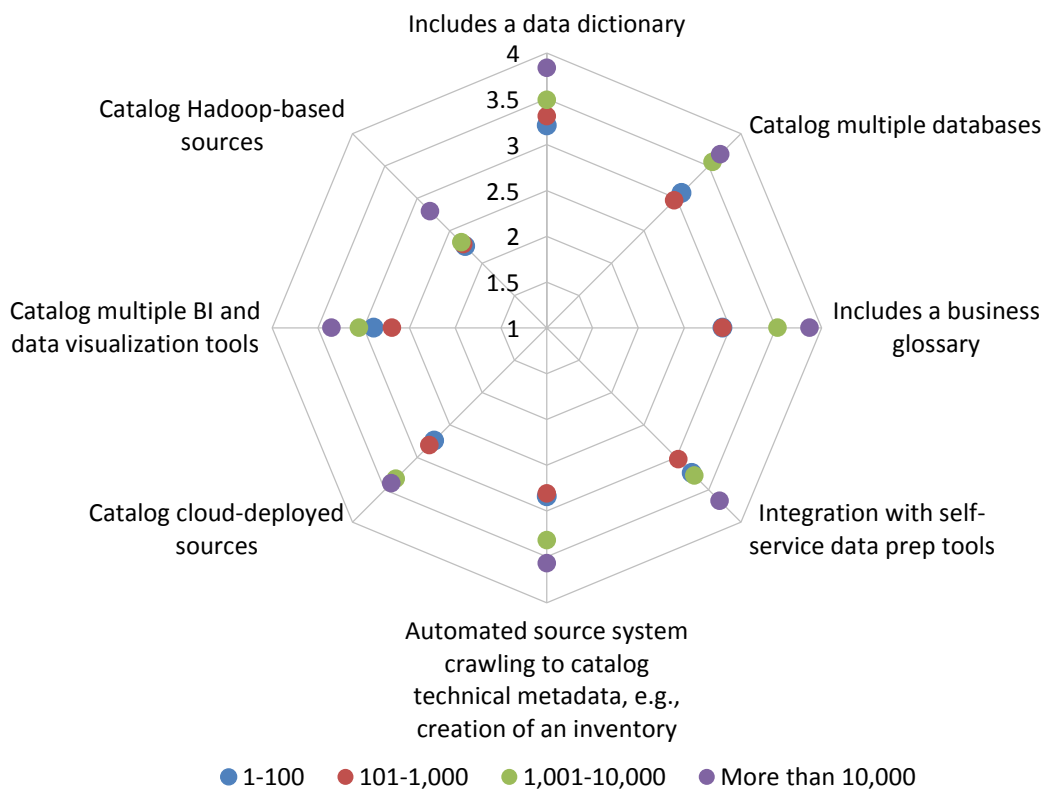 Includes a data dictionary
4
3.5
3
2.5
2
1.5
1
Catalog multiple databases
Includes a business
glossary
Integration with self-
service data prep tools
Automated source system
crawling to catalog
technical metadata, e.g.,
creation of an inventory
Catalog cloud-deployed
sources
Catalog multiple BI and
data visualization tools
Catalog Hadoop-based
sources
1-100 101-1,000 1,001-10,000 More than 10,000